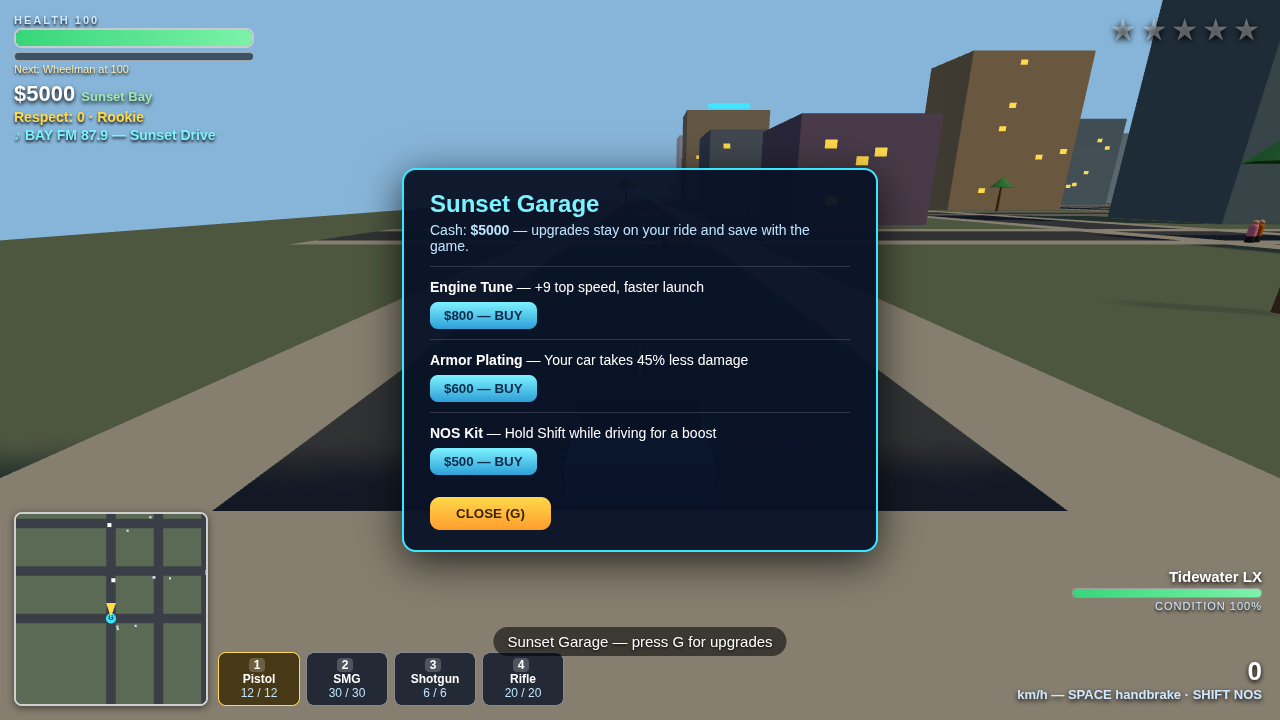 HEALTH 100
Next: Wheelman at 100
$5000 Sunset Bay
Respect: 0 · Rookie
♪ BAY FM 87.9 — Sunset Drive
★ ★ ★ ★ ★
Sunset Garage
Cash: $5000 — upgrades stay on your ride and save with the
game.
Engine Tune — +9 top speed, faster launch
$800 — BUY
Armor Plating — Your car takes 45% less damage
$600 — BUY
NOS Kit — Hold Shift while driving for a boost
$500 — BUY
CLOSE (G)
Tidewater LX
CONDITION 100%
G
Sunset Garage — press G for upgrades
1
Pistol
12 / 12
2
SMG
30 / 30
3
Shotgun
6 / 6
4
Rifle
20 / 20
0
km/h — SPACE handbrake · SHIFT NOS